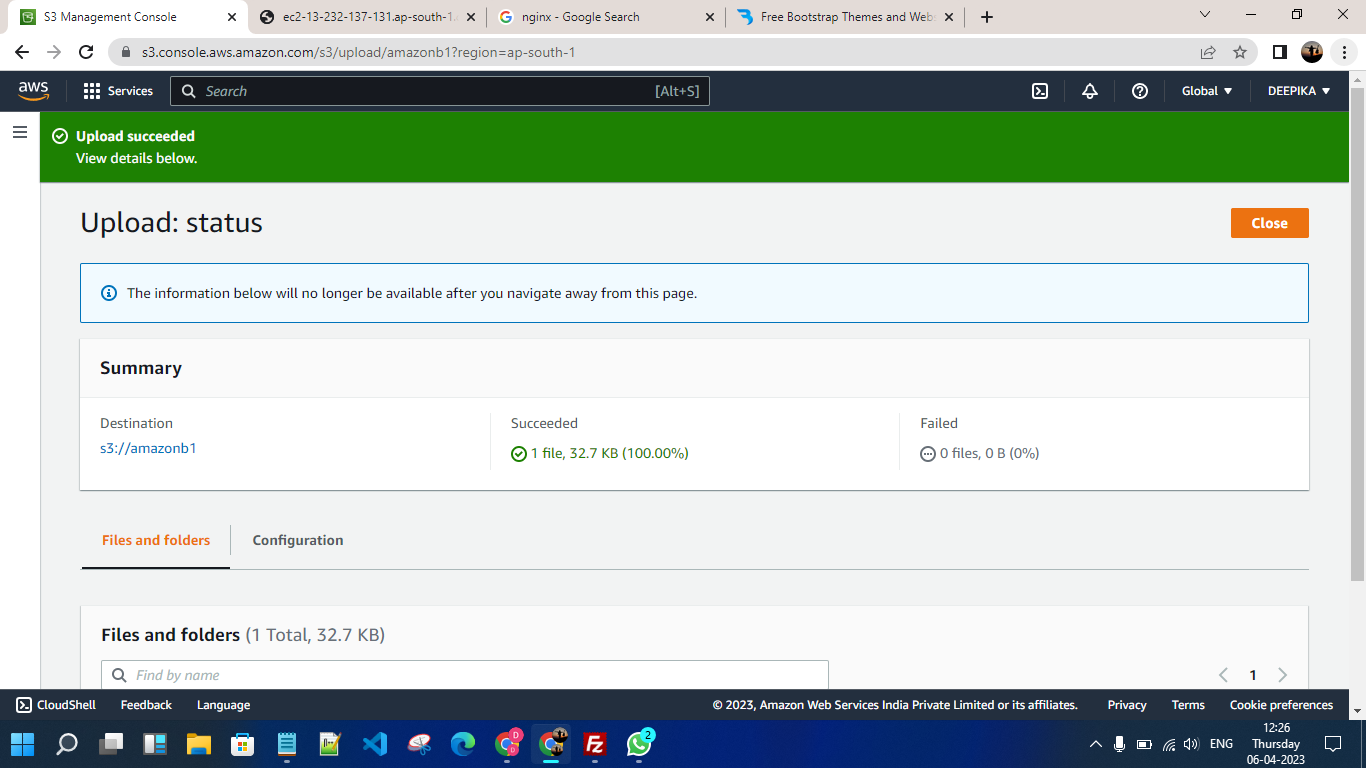 S3 Management Console
ec2-13-232-137-131.ap-south-1
nginx - Google Search
Free Bootstrap Themes and Web
s3.console.aws.amazon.com/s3/upload/amazonb1?region=ap-south-1
aws
Services
Search
[Alt+S]
Global
DEEPIKA
Upload succeeded
View details below.
Upload: status
Close
The information below will no longer be available after you navigate away from this page.
Summary
Destination
s3://amazonb1
Succeeded
1 file, 32.7 KB (100.00%)
Failed
0 files, 0 B (0%)
Files and folders
Configuration
Files and folders (1 Total, 32.7 KB)
Find by name
1
CloudShell
Feedback
Language
© 2023, Amazon Web Services India Private Limited or its affiliates.
Privacy
Terms
Cookie preferences
D
D
Fz
2
ENG
12:26
Thursday
06-04-2023